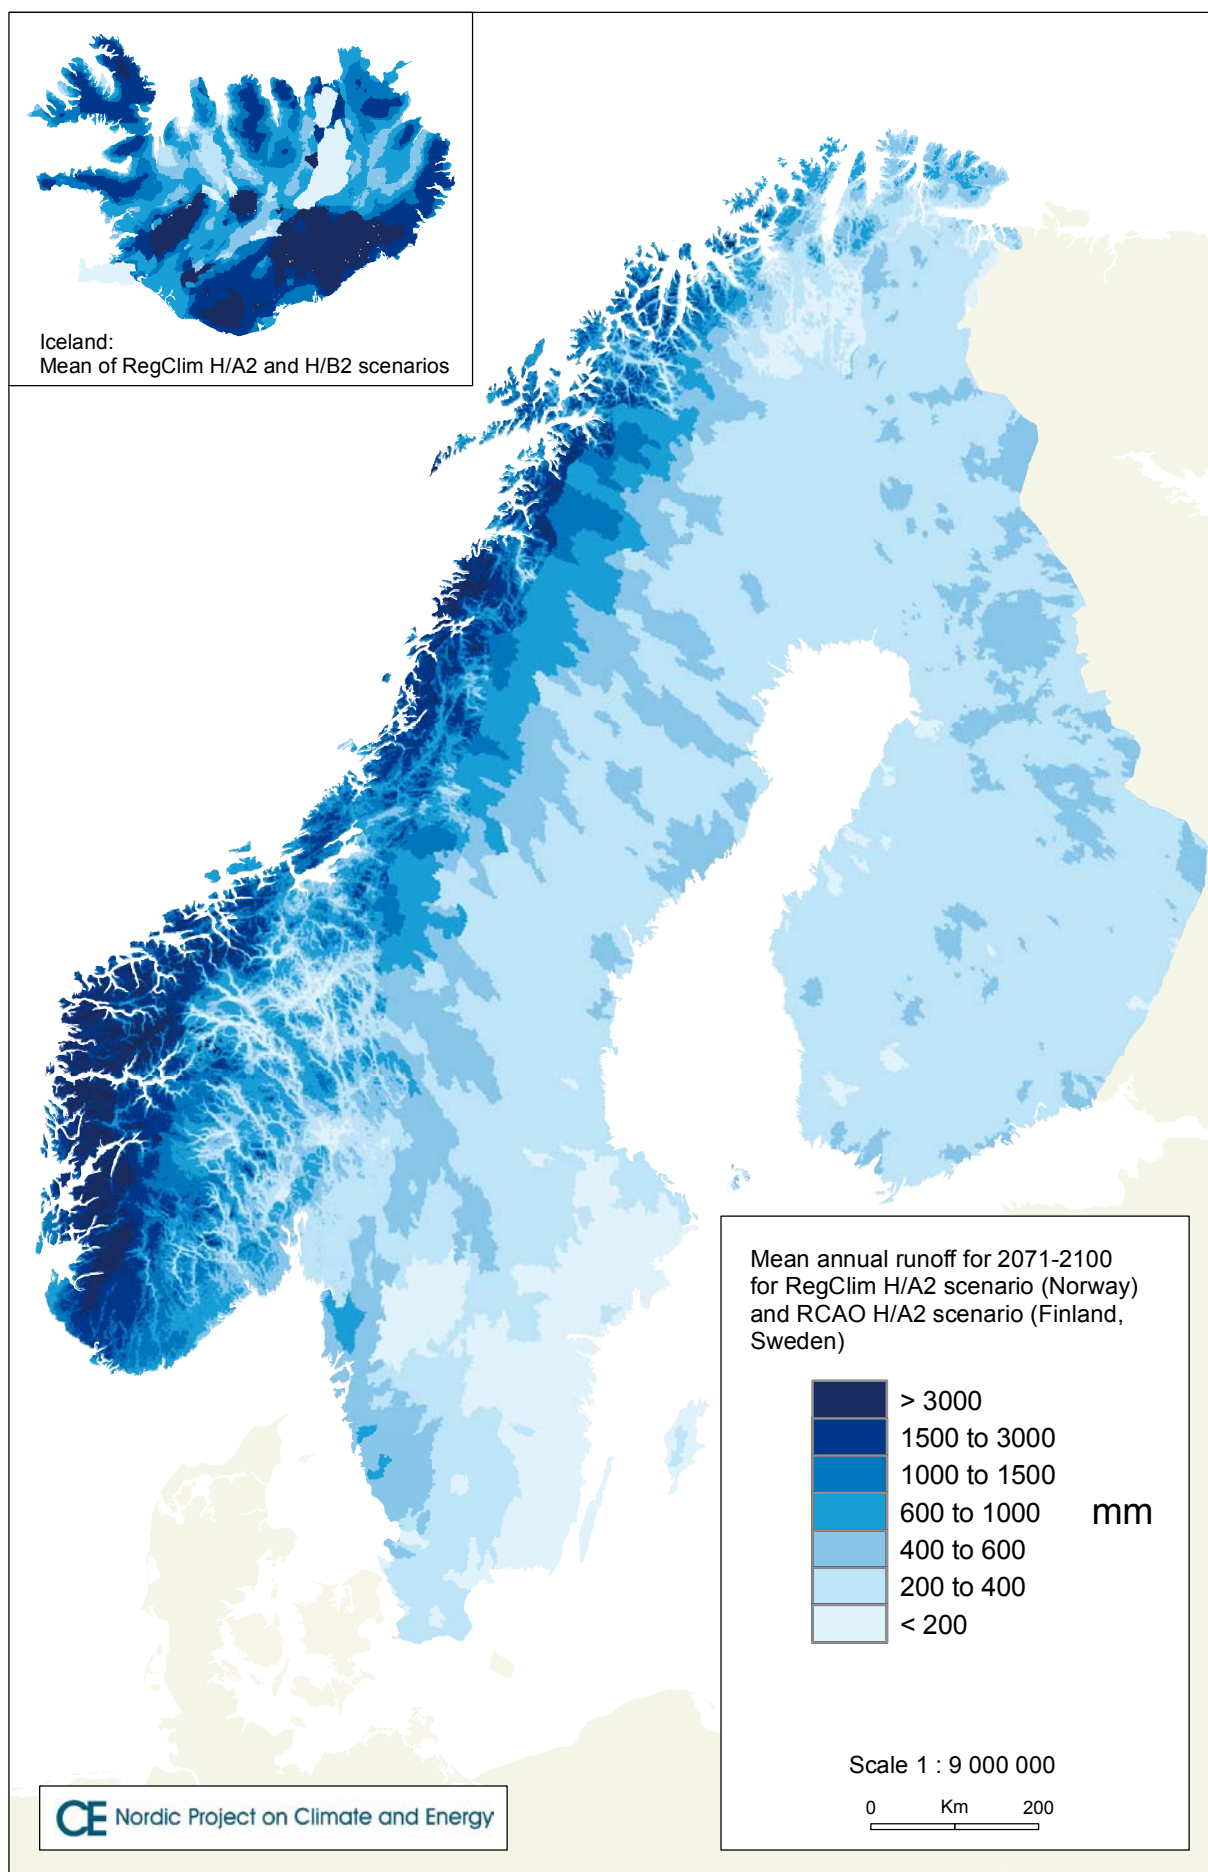 Iceland:
Mean of RegClim H/A2 and H/B2 scenarios
Mean annual runoff for 2071-2100
for RegClim H/A2 scenario (Norway)
and RCAO H/A2 scenario (Finland,
Sweden)
> 3000
1500 to 3000
1000 to 1500
600 to 1000
mm
400 to 600
200 to 400
< 200
Scale 1 : 9 000 000
0 Km 200
CE Nordic Project on Climate and Energy